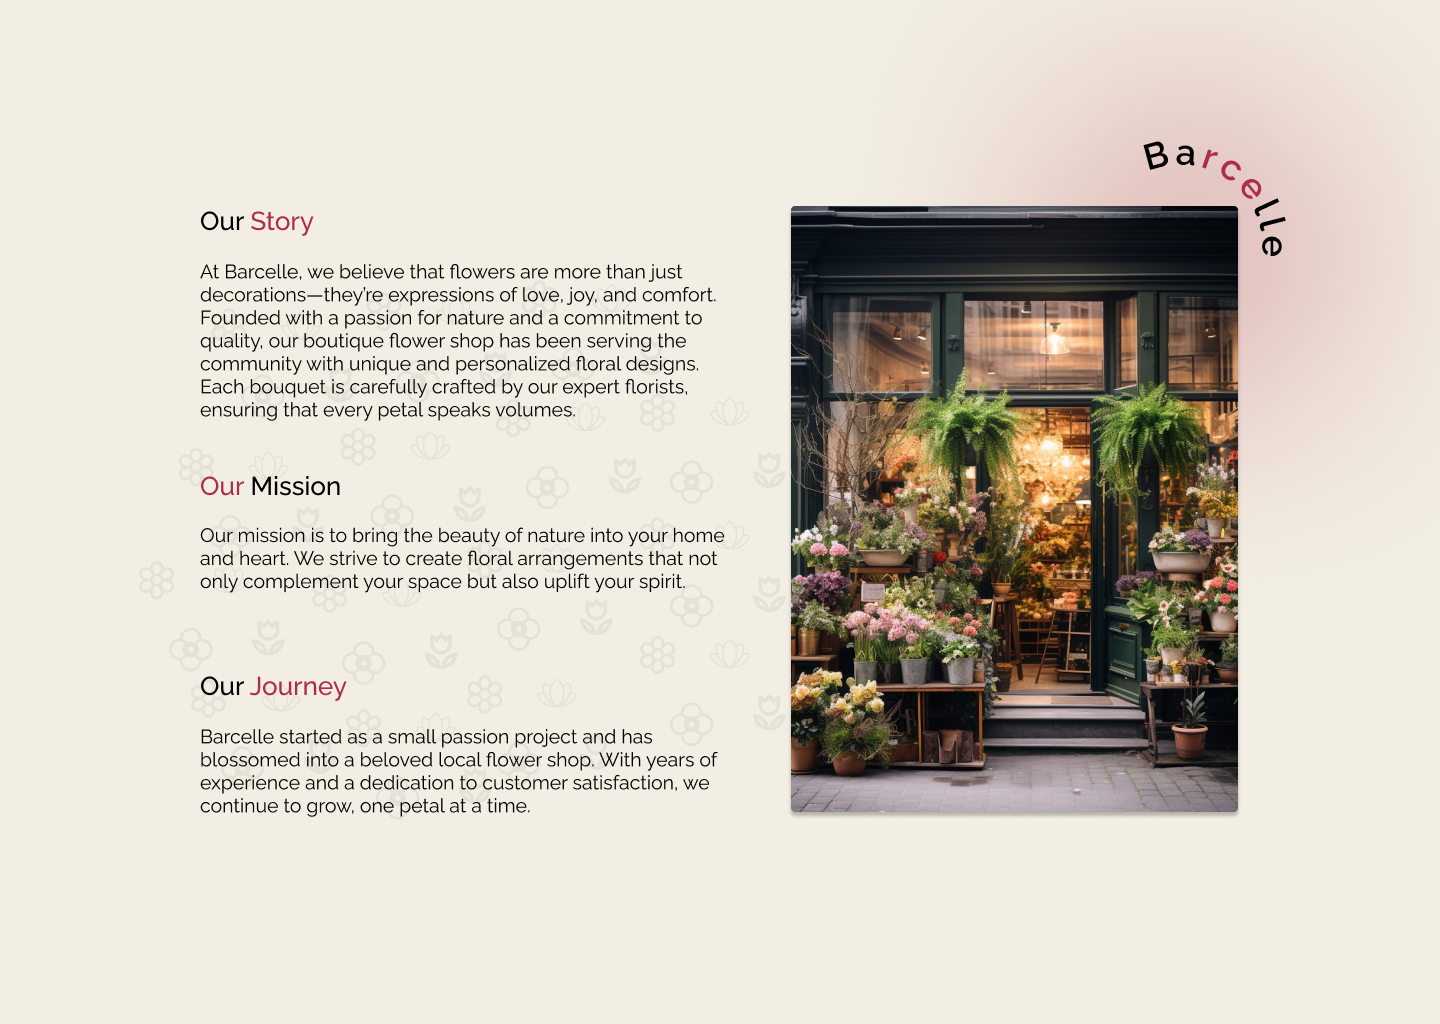 Barcelle
Our Story
At Barcelle, we believe that flowers are more than just
decorations—they're expressions of love, joy, and comfort.
Founded with a passion for nature and a commitment to
quality, our boutique flower shop has been serving the
community with unique and personalized floral designs.
Each bouquet is carefully crafted by our expert florists,
ensuring that every petal speaks volumes.
Our Mission
Our mission is to bring the beauty of nature into your home
and heart. We strive to create floral arrangements that not
only complement your space but also uplift your spirit.
Our Journey
Barcelle started as a small passion project and has
blossomed into a beloved local flower shop. With years of
experience and a dedication to customer satisfaction, we
continue to grow, one petal at a time.